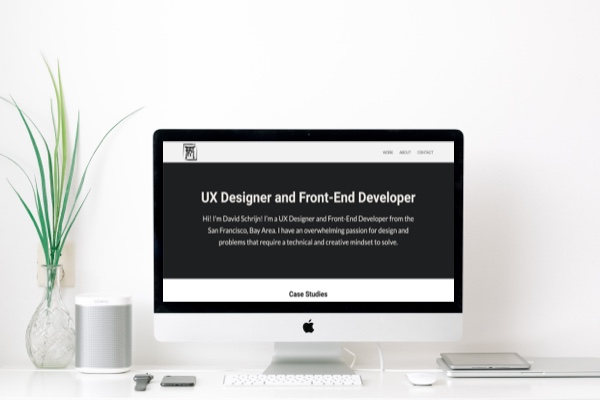 HOME ABOUT CONTACT
UX Designer and Front-End Developer
Hi! I'm David Schrijn! I'm a UX Designer and Front-End Developer from the
San Francisco, Bay Area. I have an overwhelming passion for design and
problems that require a technical and creative mindset to solve.
Case Studies